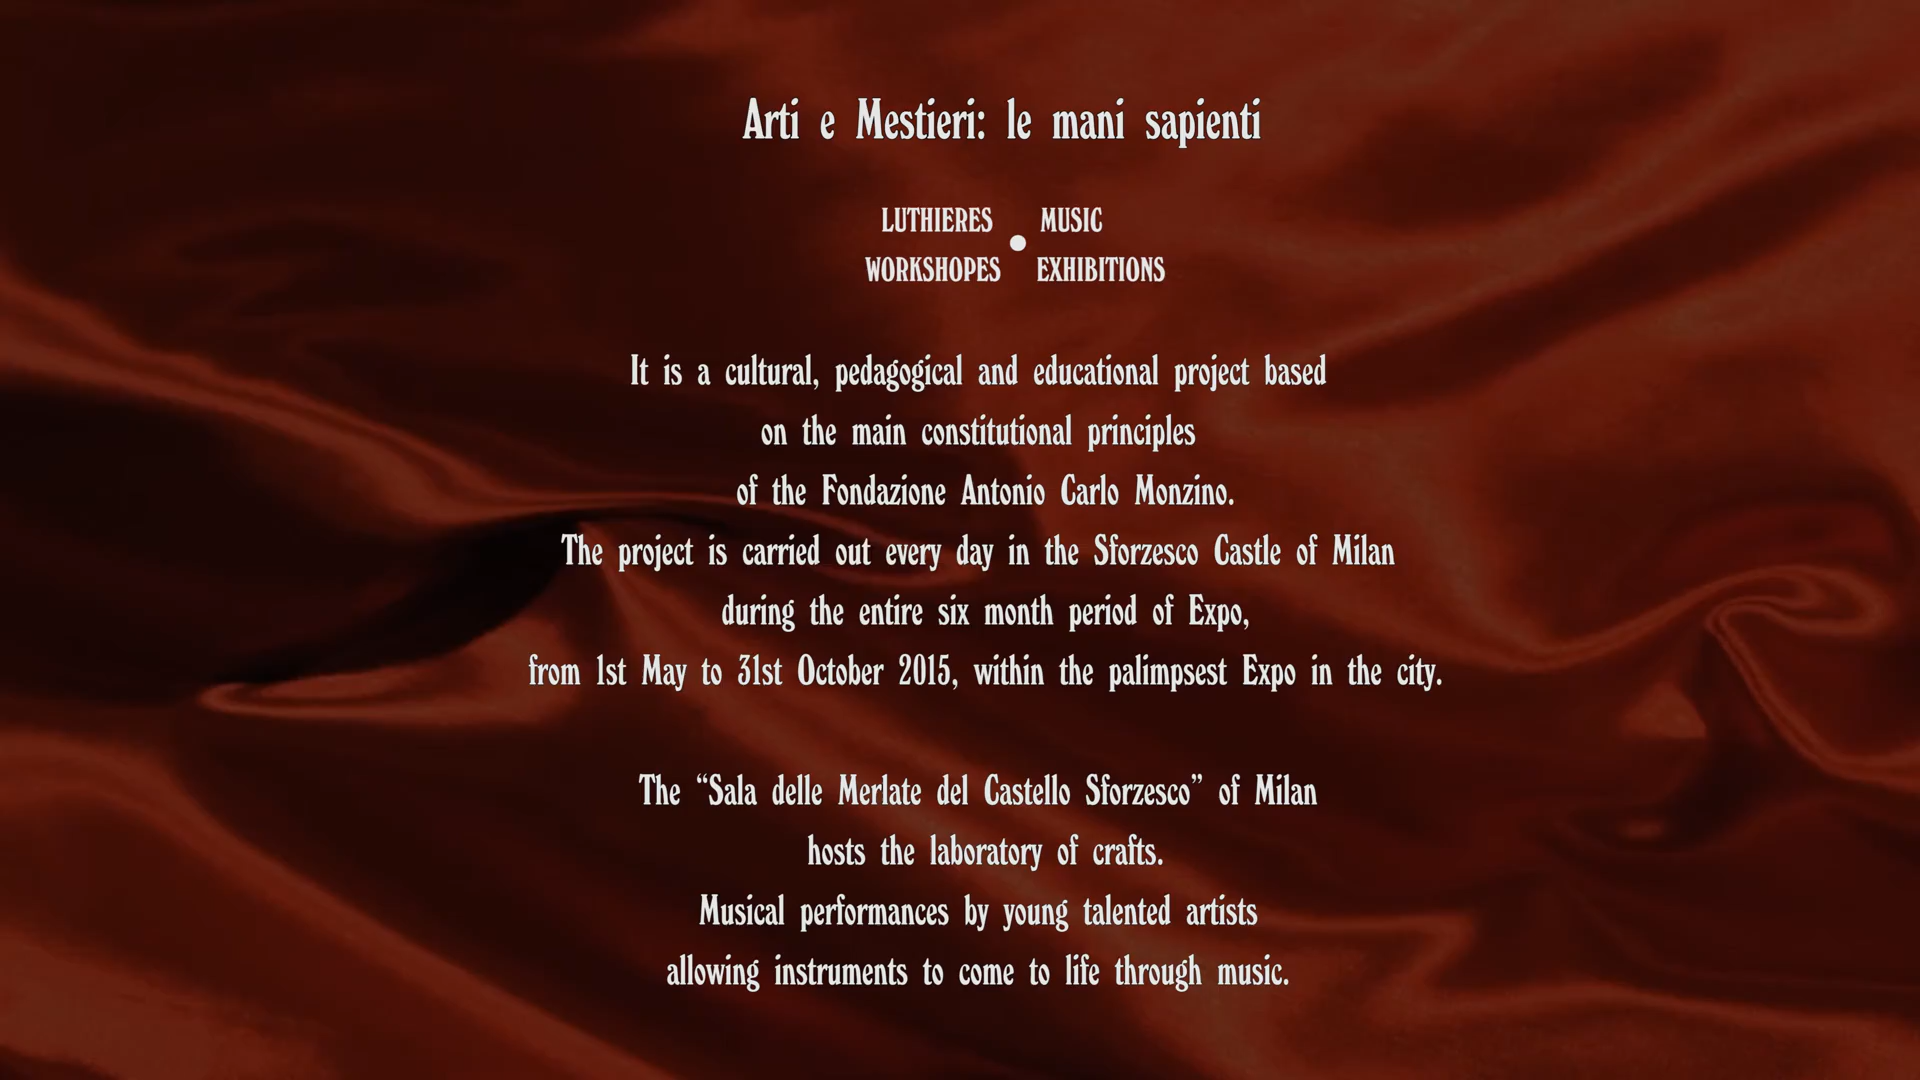 Arti e Mestieri: le mani sapienti
LUTHIERES • MUSIC
WORKSHOPES EXHIBITIONS
It is a cultural, pedagogical and educational project based
on the main constitutional principles
of the Fondazione Antonio Carlo Monzino.
The project is carried out every day in the Sforzesco Castle of Milan
during the entire six month period of Expo,
from 1st May to 31st October 2015, within the palimpsest Expo in the city.
The “Sala delle Merlate del Castello Sforzesco” of Milan
hosts the laboratory of crafts.
Musical performances by young talented artists
allowing instruments to come to life through music.